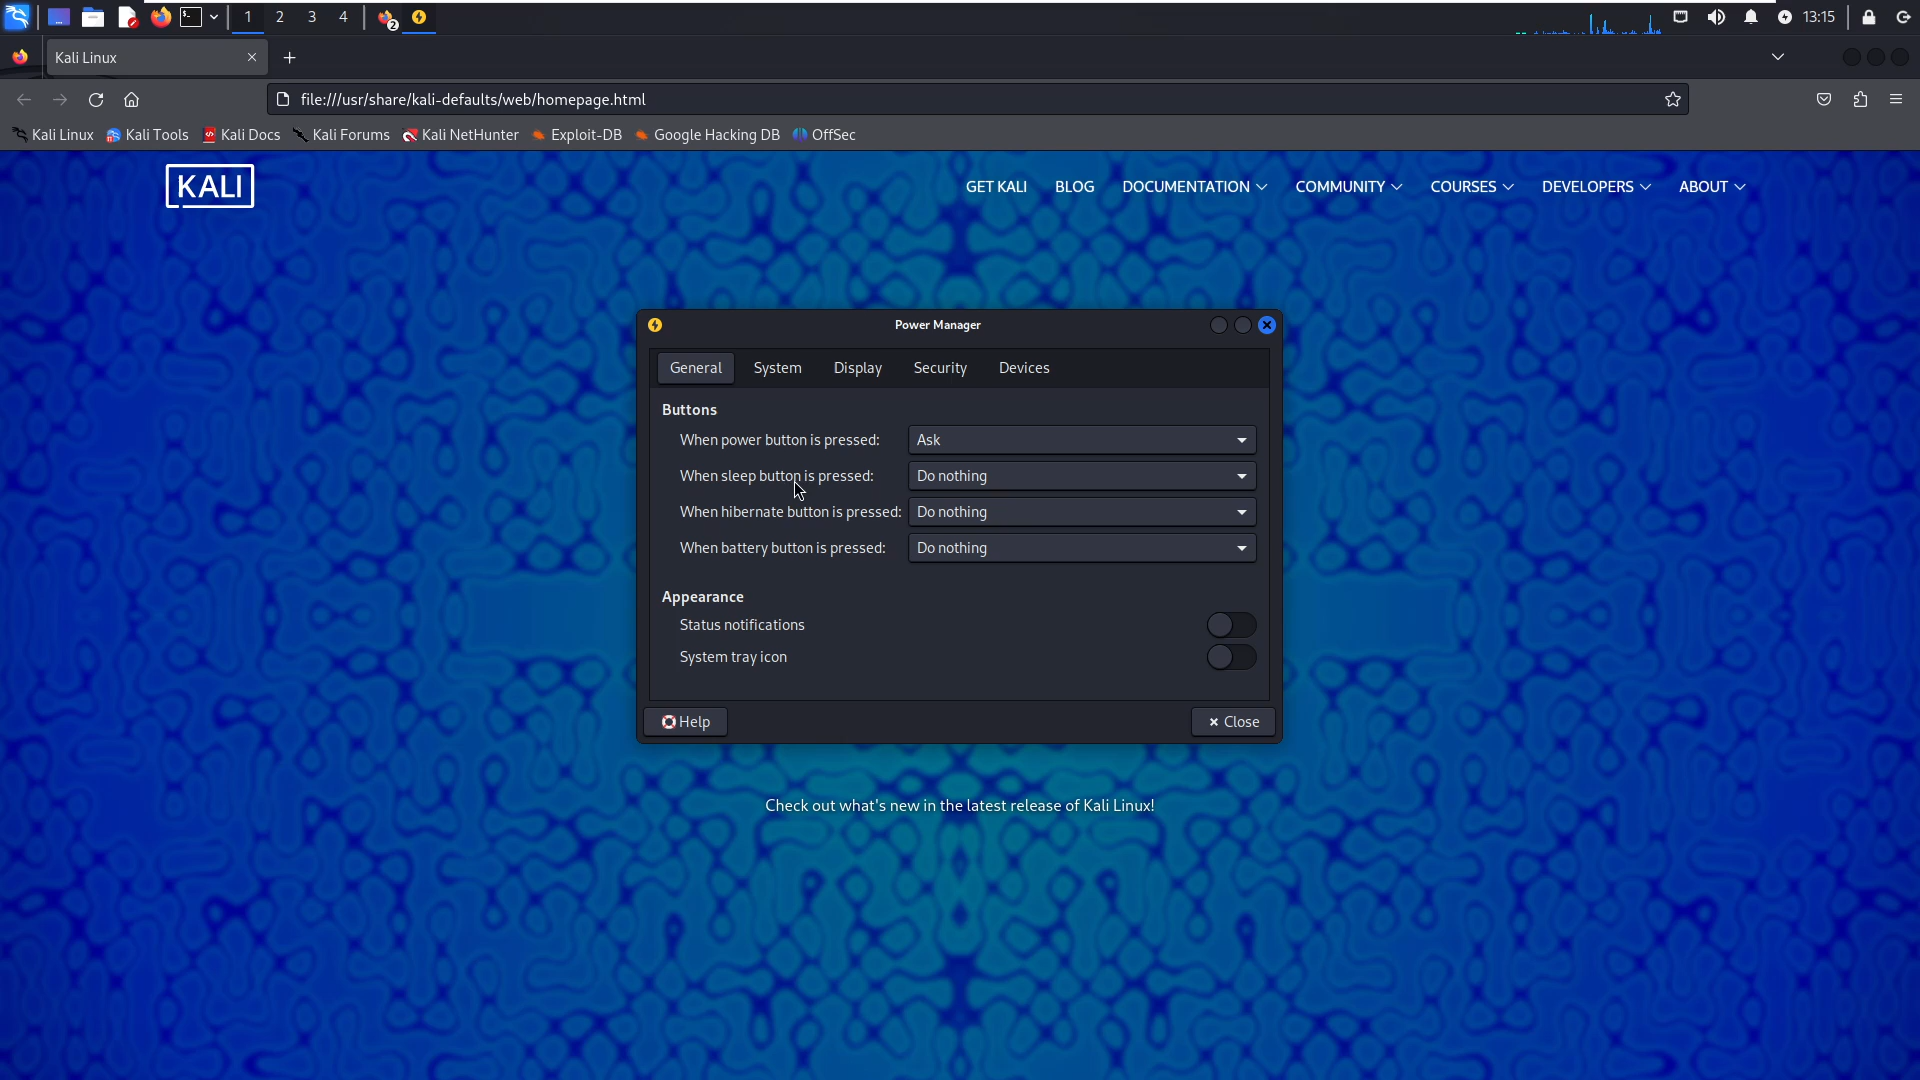 1 2 3 4 2 13:15
Kali Linux
file:///usr/share/kali-defaults/web/homepage.html
Kali Linux Kali Tools Kali Docs Kali Forums Kali NetHunter Exploit-DB Google Hacking DB OffSec
KALI GET KALI BLOG DOCUMENTATION COMMUNITY COURSES DEVELOPERS ABOUT
Power Manager
General System Display Security Devices
Buttons
When power button is pressed: Ask
When sleep button is pressed: Do nothing
When hibernate button is pressed: Do nothing
When battery button is pressed: Do nothing
Appearance
Status notifications
System tray icon
Help Close
Check out what's new in the latest release of Kali Linux!